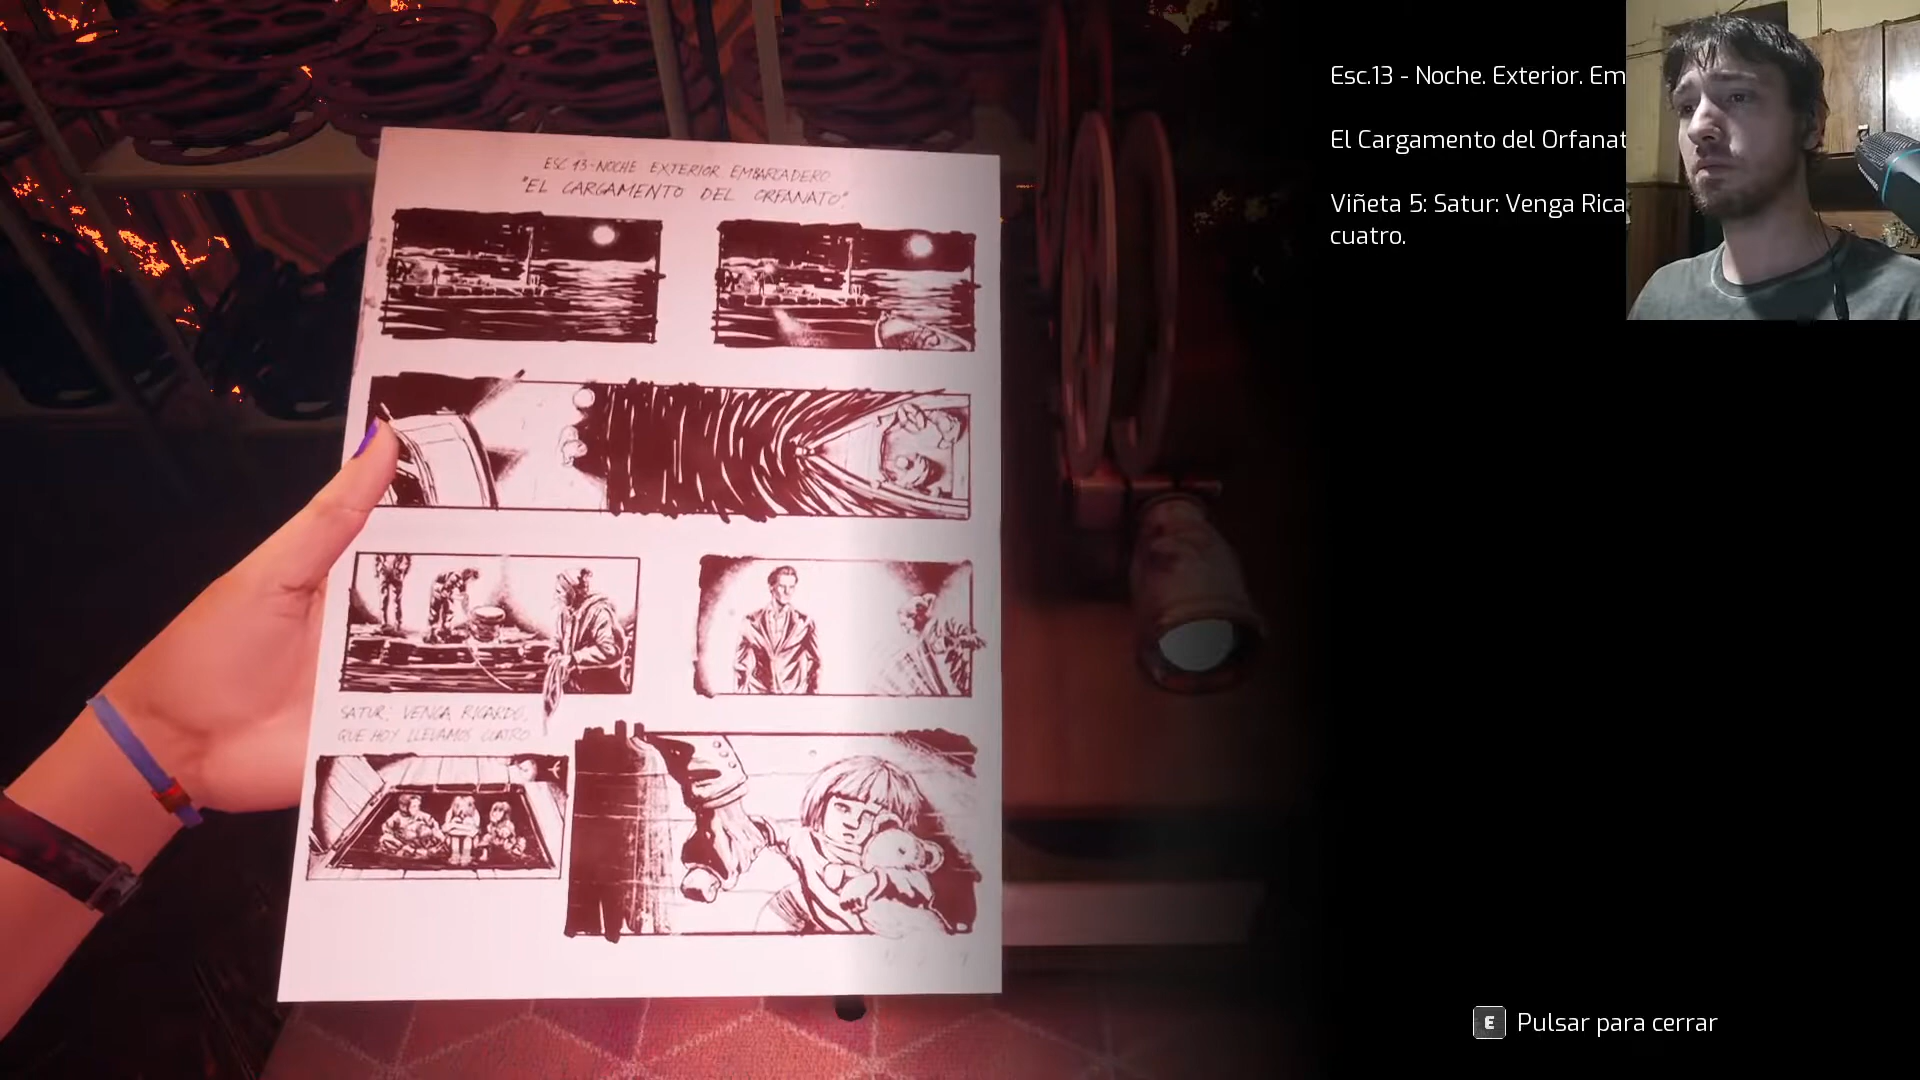 ESC.13-NOCHE EXTERIOR. EMBARCADERO
"EL CARGAMENTO DEL ORFANATO".
SATUR: VENGA RICARDO,
QUE HOY LLEVAMOS CUATRO
Esc.13 - Noche. Exterior. Em
El Cargamento del Orfanat
Viñeta 5: Satur: Venga Rica
cuatro.
E Pulsar para cerrar